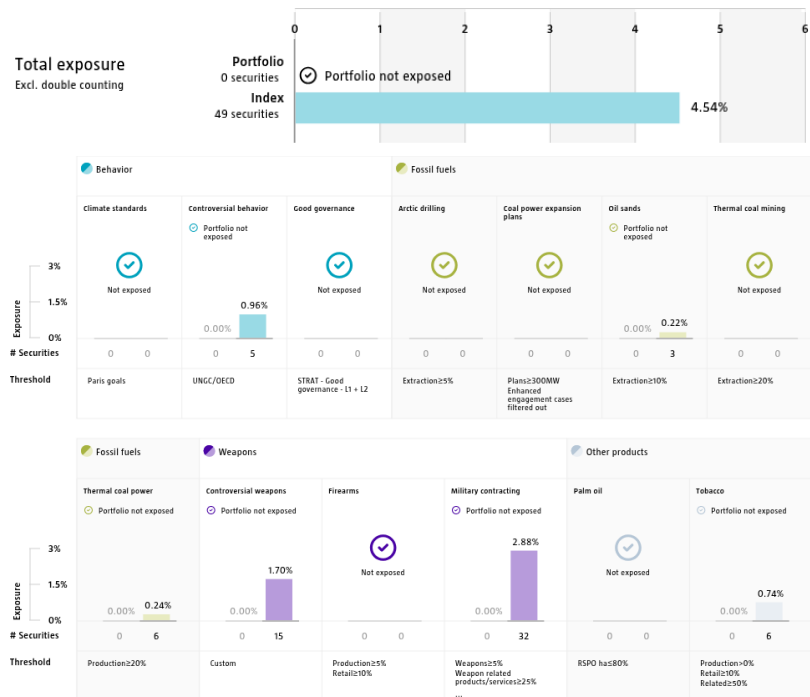 0 1 2 3 4 5 6
Total exposure
Excl. double counting
Portfolio
0 securities
Portfolio not exposed
Index
49 securities
4.54%
Behavior
Fossil fuels
Climate standards
Controversial behavior
Good governance
Arctic drilling
Coal power expansion
plans
Oil sands
Thermal coal mining
Portfolio not
exposed
Portfolio not
exposed
Not exposed
Not exposed
Not exposed
Not exposed
Not exposed
Exposure
3%
1.5%
0%
0.00% 0.96%
0.00% 0.22%
# Securities 0 0 0 5 0 0 0 0 0 0 0 3 0 0
Threshold
Paris goals
UNGC/OECD
STRAT - Good
governance - L1 + L2
Extraction≥5%
Plans≥300MW
Enhanced
engagement cases
filtered out
Extraction≥10%
Extraction≥20%
Fossil fuels
Weapons
Other products
Thermal coal power
Controversial weapons
Firearms
Military contracting
Palm oil
Tobacco
Portfolio not exposed
Portfolio not exposed
Portfolio not exposed
Portfolio not exposed
Not exposed
Not exposed
Exposure
3%
1.5%
0%
0.00% 0.24%
0.00% 1.70%
0.00% 2.88%
0.00% 0.74%
# Securities 0 6 0 15 0 0 0 32 0 0 0 6
Threshold
Production≥20%
Custom
Production≥5%
Retail≥10%
Weapons≥5%
Weapon related
products/services≥25%
RSPO ha≤80%
Production>0%
Retail≥10%
Related≥50%